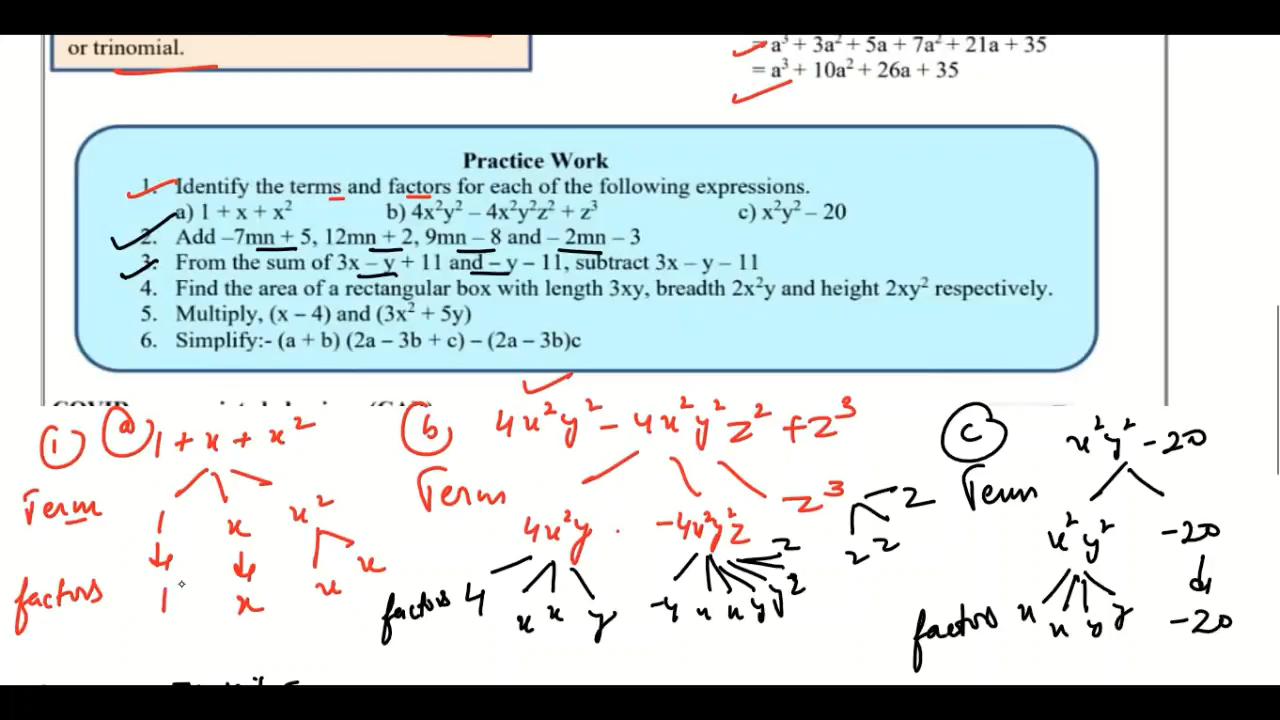 or trinomial.
= a³ + 3a² + 5a + 7a² + 21a + 35
= a³ + 10a² + 26a + 35
Practice Work
1. Identify the terms and factors for each of the following expressions.
a) 1 + x + x² b) 4x²y² – 4x²y²z² + z³ c) x²y² – 20
2. Add –7mn + 5, 12mn + 2, 9mn – 8 and – 2mn – 3
3. From the sum of 3x – y + 11 and – y – 11, subtract 3x – y – 11
4. Find the area of a rectangular box with length 3xy, breadth 2x²y and height 2xy² respectively.
5. Multiply, (x – 4) and (3x² + 5y)
6. Simplify:- (a + b) (2a – 3b + c) – (2a – 3b)c
① ⓐ 1 + x + x²
Term
1 x x²
x x
factors 1 x
ⓑ 4x²y² – 4x²y²z² + z³
Term
4x²y – 4x²y²z z³
z
z z
factors 4 x x y
-4 x x y y z z
ⓒ x²y² – 20
Term
x²y² -20
factors x x y y -20